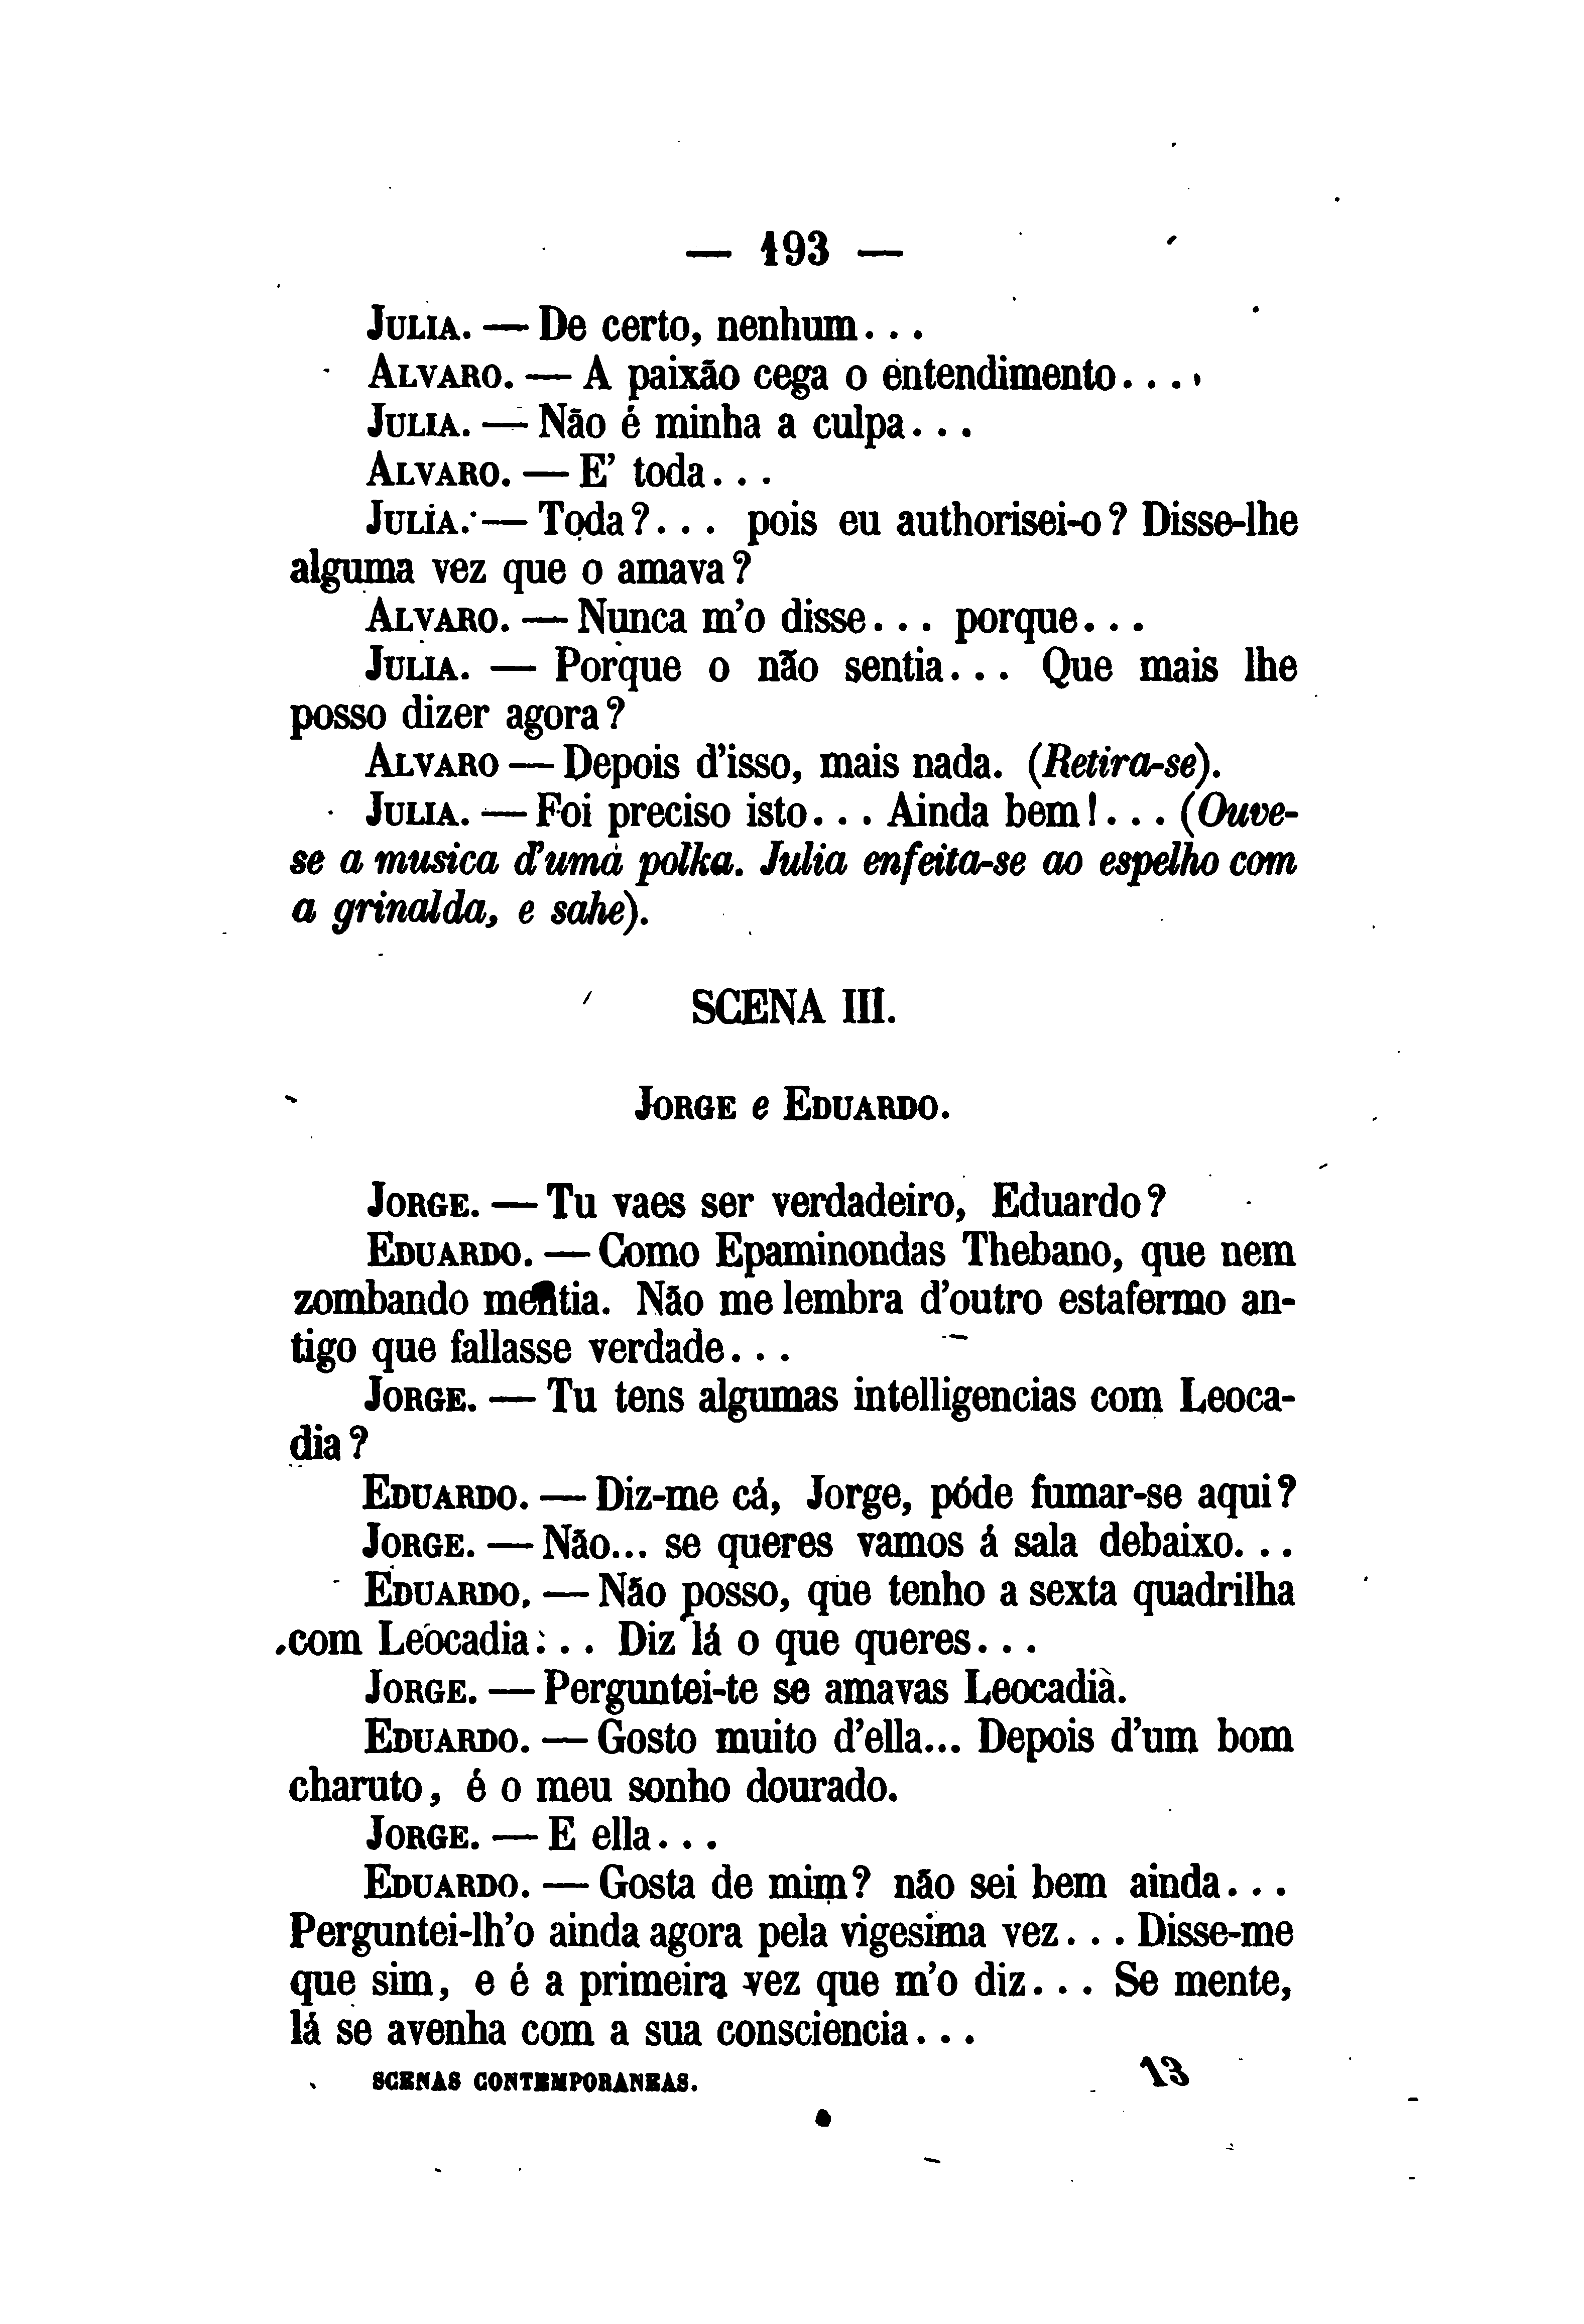 — 193 —
JULIA. — De certo, nenhum...
ALVARO. — A paixão cega o entendimento....
JULIA. — Não é minha a culpa...
ALVARO. — E' toda...
JULIA. — Toda?... pois eu authorisei-o? Disse-lhe
alguma vez que o amava?
ALVARO. — Nunca m'o disse... porque...
JULIA. — Porque o não sentia... Que mais lhe
posso dizer agora?
ALVARO — Depois d'isso, mais nada. (Retira-se).
JULIA. — Foi preciso isto... Ainda bem!... (Ouve-
se a musica d'uma polka. Julia enfeita-se ao espelho com
a grinalda, e sahe).
SCENA III.
JORGE e EDUARDO.
JORGE. — Tu vaes ser verdadeiro, Eduardo?
EDUARDO. — Como Epaminondas Thebano, que nem
zombando mentia. Não me lembra d'outro estafermo an-
tigo que fallasse verdade...
JORGE. — Tu tens algumas intelligencias com Leoca-
dia?
EDUARDO. — Diz-me cá, Jorge, póde fumar-se aqui?
JORGE. — Não... se queres vamos á sala debaixo...
EDUARDO. — Não posso, que tenho a sexta quadrilha
com Leocadia... Diz lá o que queres...
JORGE. — Perguntei-te se amavas Leocadia.
EDUARDO. — Gosto muito d'ella... Depois d'um bom
charuto, é o meu sonho dourado.
JORGE. — E ella...
EDUARDO. — Gosta de mim? não sei bem ainda...
Perguntei-lh'o ainda agora pela vigesima vez... Disse-me
que sim, e é a primeira vez que m'o diz... Se mente,
lá se avenha com a sua consciencia...
SCENAS CONTEMPORANEAS. 13